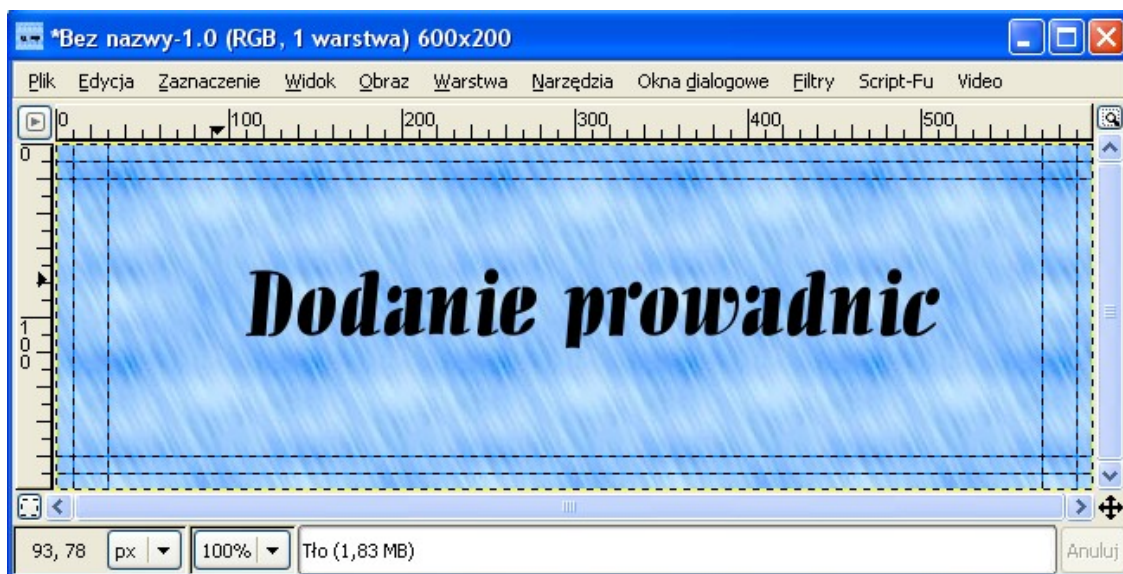 *Bez nazwy-1.0 (RGB, 1 warstwa) 600x200
Plik Edycja Zaznaczenie Widok Obraz Warstwa Narzędzia Okna dialogowe Filtry Script-Fu Video
0 100 200 300 400 500
0
Dodanie prowadnic
100
93, 78 px 100% Tło (1,83 MB) Anuluj